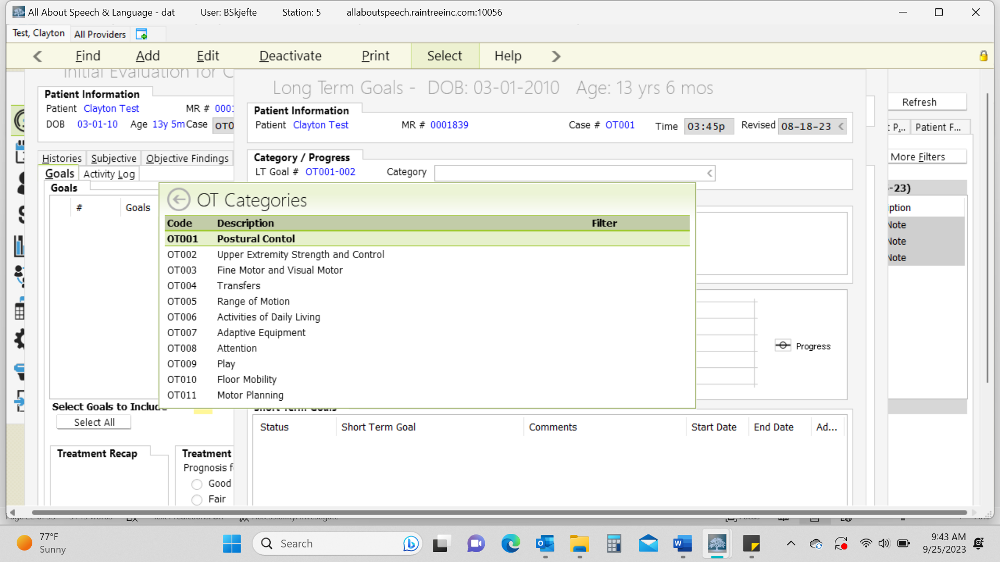 All About Speech & Language - dat User: BSkjefte Station: 5 allaboutspeech.raintreeinc.com:10056
Test, Clayton All Providers
Find Add Edit Deactivate Print Select Help
Initial Evaluation for C
Long Term Goals - DOB: 03-01-2010 Age: 13 yrs 6 mos
Patient Information
Patient Clayton Test MR # 0001
DOB 03-01-10 Age 13y 5m Case OT0
Patient Information
Patient Clayton Test MR # 0001839 Case # OT001 Time 03:45p Revised 08-18-23
Refresh
P... Patient F...
More Filters
Histories Subjective Objective Findings
Goals Activity Log
Category / Progress
LT Goal # OT001-002 Category
Goals
# Goals
-23)
ption
Note
Note
Note
OT Categories
Code Description Filter
OT001 Postural Contol
OT002 Upper Extremity Strength and Control
OT003 Fine Motor and Visual Motor
OT004 Transfers
OT005 Range of Motion
OT006 Activities of Daily Living
OT007 Adaptive Equipment
OT008 Attention
OT009 Play
OT010 Floor Mobility
OT011 Motor Planning
Progress
Select Goals to Include
Select All
Short Term Goals
Status Short Term Goal Comments Start Date End Date Ad...
Treatment Recap
Treatment
Prognosis f
Good
Fair
77°F
Sunny
Search
9:43 AM
9/25/2023